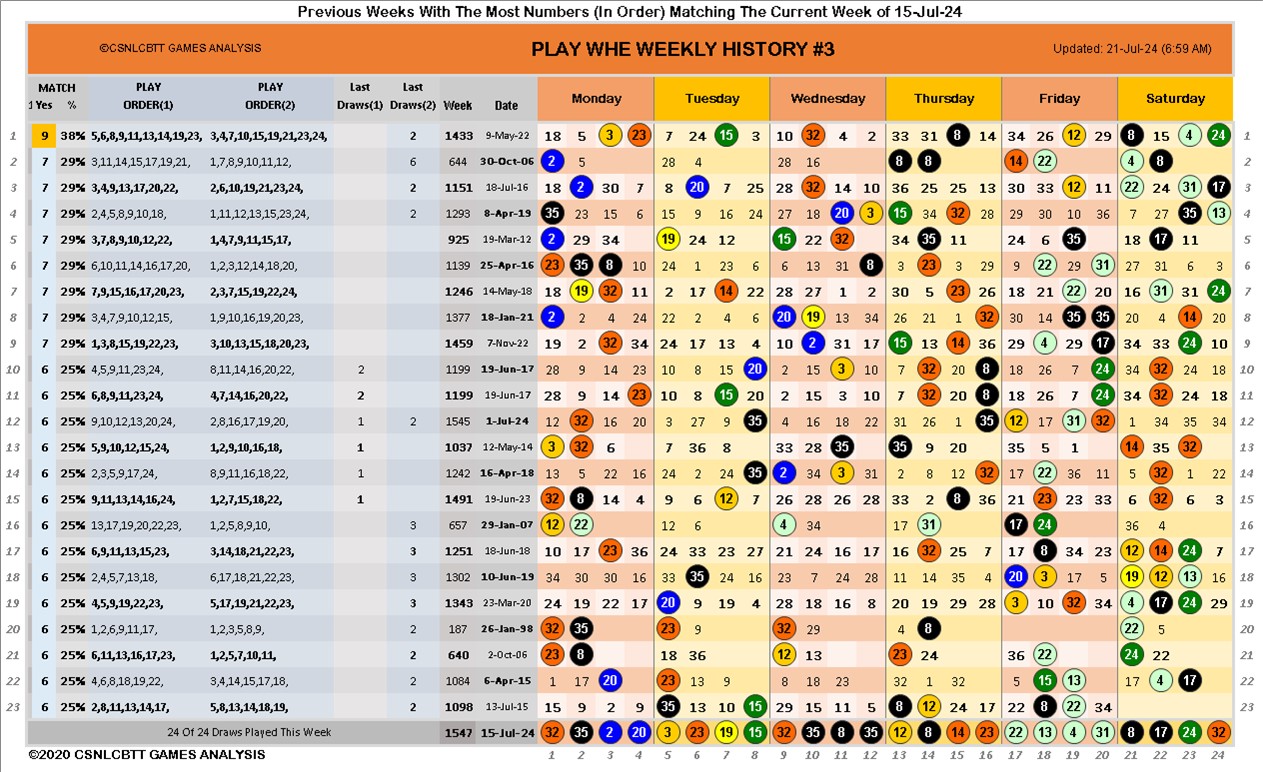 Previous Weeks With The Most Numbers (In Order) Matching The Current Week of 15-Jul-24
©CSNLCBTT GAMES ANALYSIS PLAY WHE WEEKLY HISTORY #3 Updated: 21-Jul-24 (6:59 AM)
MATCH PLAY PLAY Last Last
1 Yes % ORDER(1) ORDER(2) Draws(1) Draws(2) Week Date Monday Tuesday Wednesday Thursday Friday Saturday
1 9 38% 5,6,8,9,11,13,14,19,23, 3,4,7,10,15,19,21,23,24, 2 1433 9-May-22 18 5 3 23 7 24 15 3 10 32 4 2 33 31 8 14 34 26 12 29 8 15 4 24 1
2 7 29% 3,11,14,15,17,19,21, 1,7,8,9,10,11,12, 6 644 30-Oct-06 2 5 28 4 28 16 8 8 14 22 4 8 2
3 7 29% 3,4,9,13,17,20,22, 2,6,10,19,21,23,24, 2 1151 18-Jul-16 18 2 30 7 8 20 7 25 28 32 14 10 36 25 25 13 30 33 12 11 22 24 31 17 3
4 7 29% 2,4,5,8,9,10,18, 1,11,12,13,15,23,24, 2 1293 8-Apr-19 35 23 15 6 15 9 16 24 27 18 20 3 15 34 32 28 29 30 10 36 7 27 35 13 4
5 7 29% 3,7,8,9,10,12,22, 1,4,7,9,11,15,17, 925 19-Mar-12 2 29 34 19 24 12 15 22 32 34 35 11 24 6 35 18 17 11 5
6 7 29% 6,10,11,14,16,17,20, 1,2,3,12,14,18,21, 1139 25-Apr-16 23 35 8 10 24 1 23 6 6 13 31 8 3 23 3 29 9 22 29 31 27 31 6 3 6
7 7 29% 7,9,15,16,17,20,23, 2,3,7,15,19,22,24, 1246 14-May-18 18 19 32 11 2 17 14 22 28 27 1 2 30 5 23 26 18 21 22 20 16 31 31 24 7
8 7 29% 3,4,7,9,10,12,15, 1,9,10,16,19,20,23, 1377 18-Jan-21 2 2 4 24 22 2 4 6 20 19 13 34 26 21 1 32 30 14 35 35 20 4 14 20 8
9 7 29% 1,3,8,15,19,22,23, 3,10,13,15,18,20,23, 1459 7-Nov-22 19 2 32 34 24 17 13 4 10 2 31 17 15 13 14 36 29 4 29 17 34 33 24 10 9
10 6 25% 4,5,9,11,23,24, 8,11,14,16,20,22, 2 1199 19-Jun-17 28 9 14 23 10 8 15 20 2 15 3 10 7 32 20 8 18 26 7 24 34 32 24 18 10
11 6 25% 6,8,9,11,23,24, 4,7,14,16,20,22, 2 1199 19-Jun-17 28 9 14 23 10 8 15 20 2 15 3 10 7 32 20 8 18 26 7 24 34 32 24 18 11
12 6 25% 9,10,12,13,20,24, 2,8,16,17,19,20, 1 2 1545 1-Jul-24 12 32 16 20 3 27 9 35 4 16 18 22 31 26 1 35 12 17 31 32 1 34 35 34 12
13 6 25% 5,9,10,12,15,24, 1,2,9,10,16,18, 1 1037 12-May-14 3 32 6 7 36 8 33 28 35 35 9 20 35 5 1 14 35 32 13
14 6 25% 2,3,5,9,17,24, 8,9,11,16,18,22, 1 1242 16-Apr-18 13 5 22 16 24 2 24 35 2 34 3 31 2 8 12 32 17 22 36 11 5 32 1 22 14
15 6 25% 9,11,13,14,16,24, 1,2,7,15,18,22, 1 1491 19-Jun-23 32 8 14 4 9 6 12 7 26 28 26 28 33 2 8 36 21 23 23 33 6 32 6 3 15
16 6 25% 13,17,19,20,22,23, 1,2,5,8,9,10, 3 657 29-Jan-07 12 22 12 6 4 34 17 31 17 24 36 4 16
17 6 25% 6,9,11,13,15,23, 3,14,18,21,22,23, 3 1251 18-Jun-18 10 17 23 36 24 33 23 27 21 24 16 17 16 32 25 7 17 8 34 23 12 14 24 7 17
18 6 25% 2,4,5,7,13,18, 6,17,18,21,22,23, 3 1302 10-Jun-19 34 30 30 16 33 35 24 16 23 7 24 28 11 14 35 4 20 3 17 5 19 12 13 16 18
19 6 25% 4,5,9,19,22,23, 5,17,19,21,22,23, 3 1343 23-Mar-20 24 19 22 17 20 9 19 4 28 18 16 8 20 19 29 28 3 10 32 34 4 17 24 29 19
20 6 25% 1,2,6,9,11,17, 1,2,3,5,8,9, 2 187 26-Jan-98 32 35 23 9 32 29 4 8 22 5 20
21 6 25% 6,11,13,16,17,23, 1,2,5,7,10,11, 2 640 2-Oct-06 23 8 18 36 12 13 23 24 36 22 24 22 21
22 6 25% 4,6,8,18,19,22, 3,4,14,15,17,18, 2 1084 6-Apr-15 1 17 20 23 13 9 8 18 23 32 1 32 5 15 13 17 4 17 22
23 6 25% 2,8,11,13,14,17, 5,8,13,14,18,19, 2 1098 13-Jul-15 15 9 2 9 35 13 10 15 29 15 11 5 8 12 24 17 22 8 22 34 23
24 Of 24 Draws Played This Week 1547 15-Jul-24 32 35 2 20 3 23 19 15 32 35 8 35 12 8 14 23 22 13 4 31 8 17 24 32
©2020 CSNLCBTT GAMES ANALYSIS 1 2 3 4 5 6 7 8 9 10 11 12 13 14 15 16 17 18 19 20 21 22 23 24